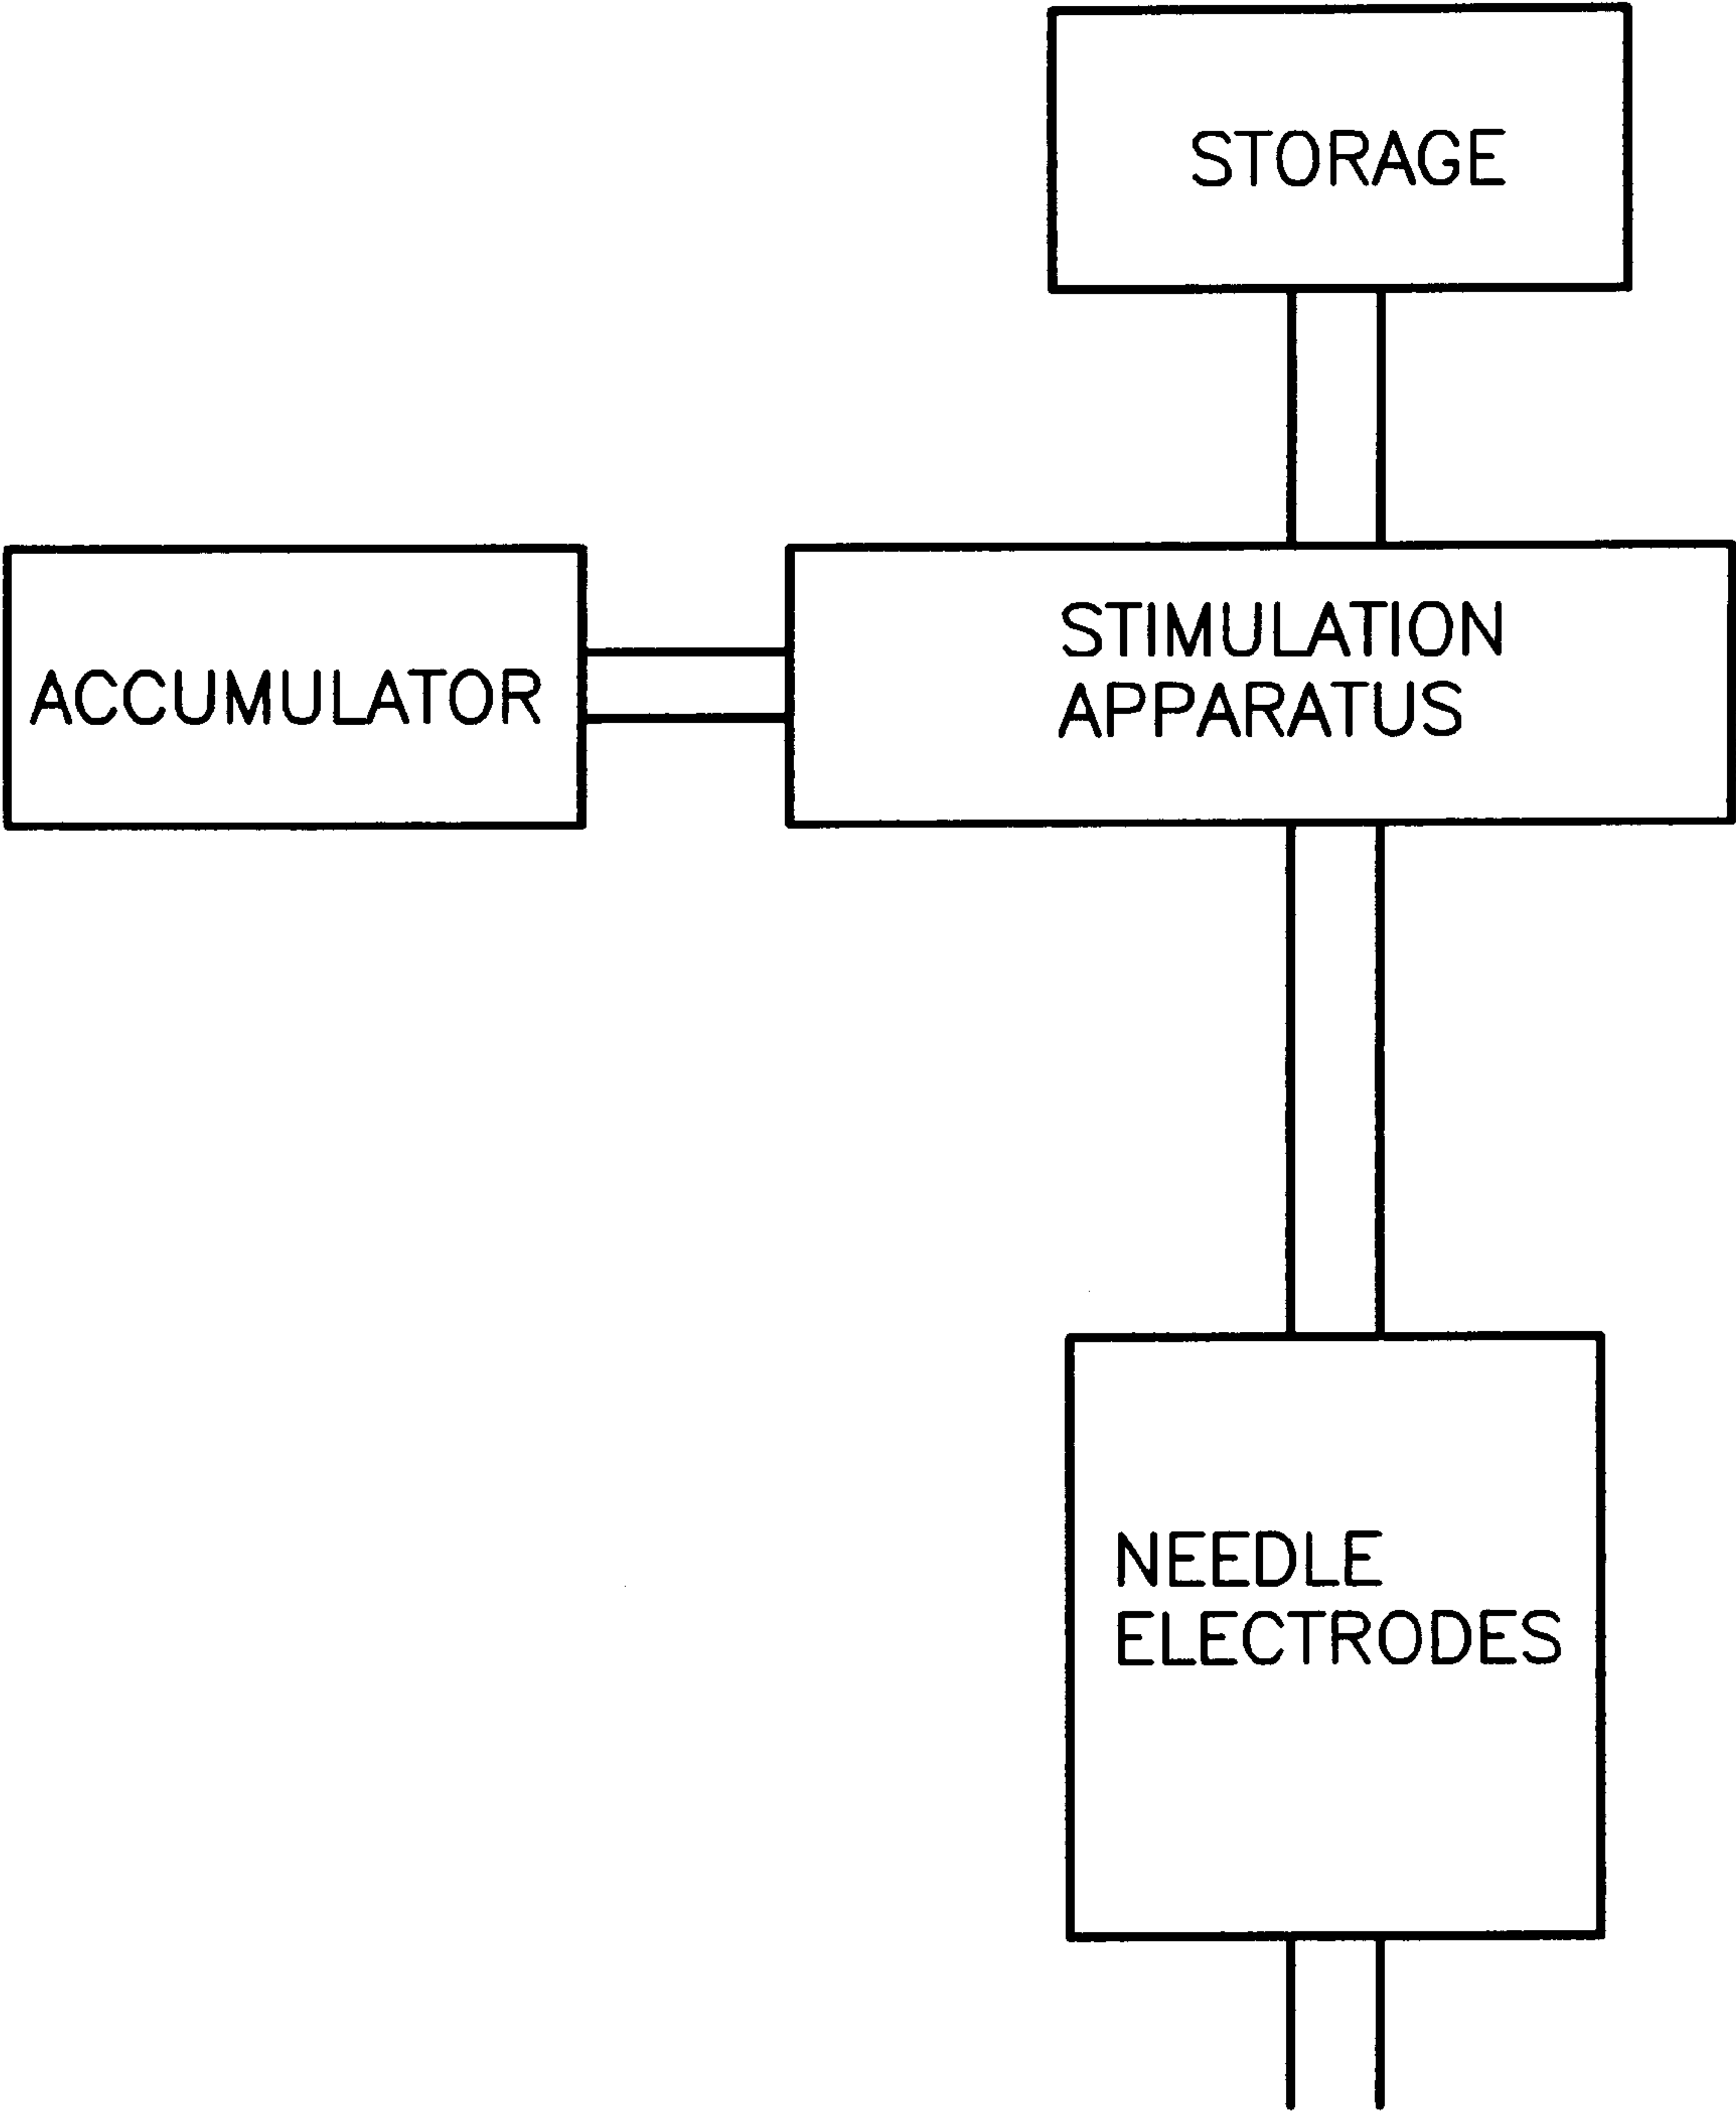 STORAGE
STIMULATION
APPARATUS
ACCUMULATOR
NEEDLE
ELECTRODES